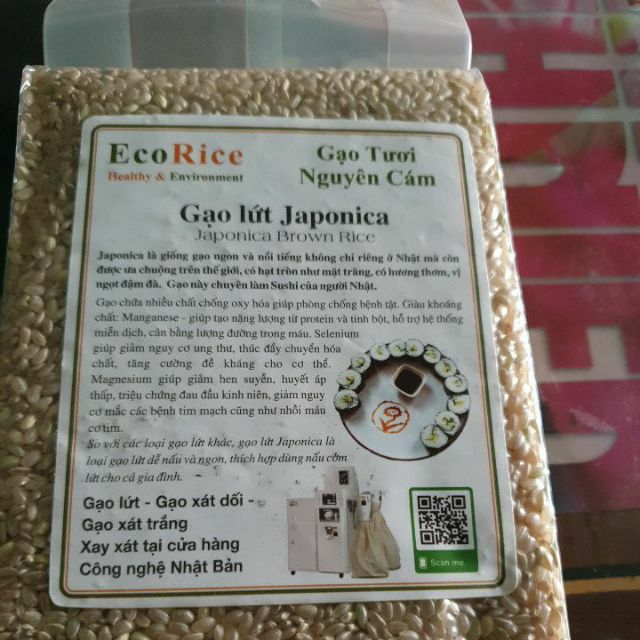 EcoRice
Healthy & Environment
Gạo Tươi
Nguyên Cám
Gạo lứt Japonica
Japonica Brown Rice
Japonica là giống gạo ngon và nổi tiếng không chỉ riêng ở Nhật mà còn
được ưa chuộng trên thế giới, có hạt tròn như mặt trăng, có hương thơm, vị
ngọt đậm đà. Gạo này chuyên làm Sushi của người Nhật.
Gạo chứa nhiều chất chống oxy hóa giúp phòng chống bệnh tật. Giàu khoáng
chất: Manganese - giúp tạo năng lượng từ protein và tinh bột, hỗ trợ hệ thống
miễn dịch, cân bằng lượng đường trong máu. Selenium
giúp giảm nguy cơ ung thư, thúc đẩy chuyển hóa
chất, tăng cường đề kháng cho cơ thể.
Magnesium giúp giảm hen suyễn, huyết áp
thấp, triệu chứng đau đầu kinh niên, giảm nguy
cơ mắc các bệnh tim mạch cũng như nhồi máu
cơ tim.
So với các loại gạo lứt khác, gạo lứt Japonica là
loại gạo lứt dễ nấu và ngon, thích hợp dùng nấu cơm
lứt cho cả gia đình.
Gạo lứt - Gạo xát dối -
Gạo xát trắng
Xay xát tại cửa hàng
Công nghệ Nhật Bản
Scan me